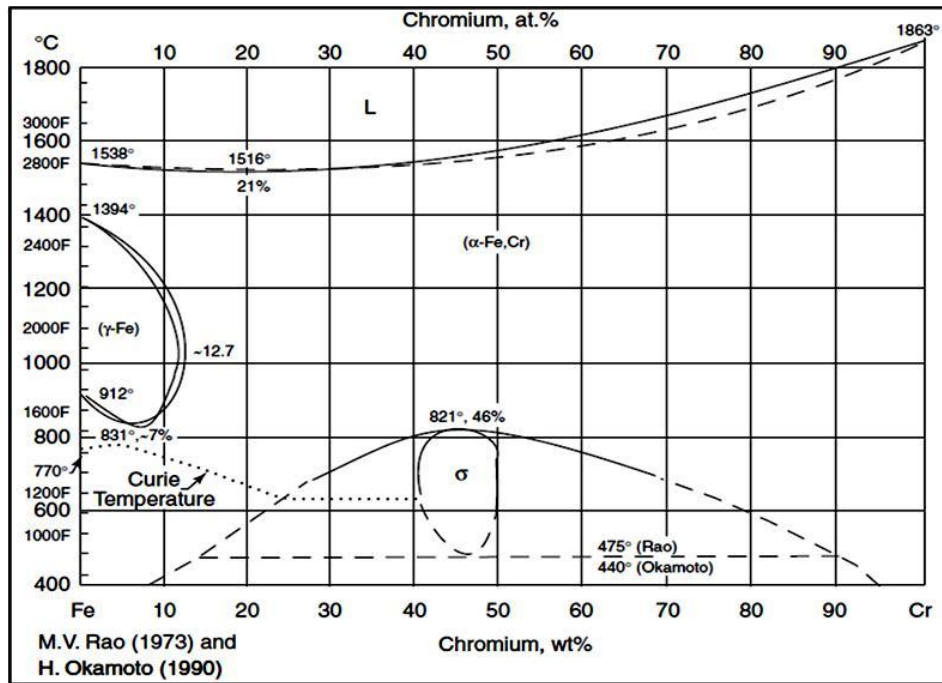 Chromium, at.%
°C 10 20 30 40 50 60 70 80 90 1863°
1800
L
3000F
1600
1538° 1516°
2800F
21%
1400 1394°
2400F (α-Fe,Cr)
1200
2000F (γ-Fe)
~12.7
1000
912°
1600F 821°, 46%
800
831°, ~7%
σ
770° Curie
1200F Temperature
600
1000F
475° (Rao)
440° (Okamoto)
400
Fe 10 20 30 40 50 60 70 80 90 Cr
M.V. Rao (1973) and Chromium, wt%
H. Okamoto (1990)